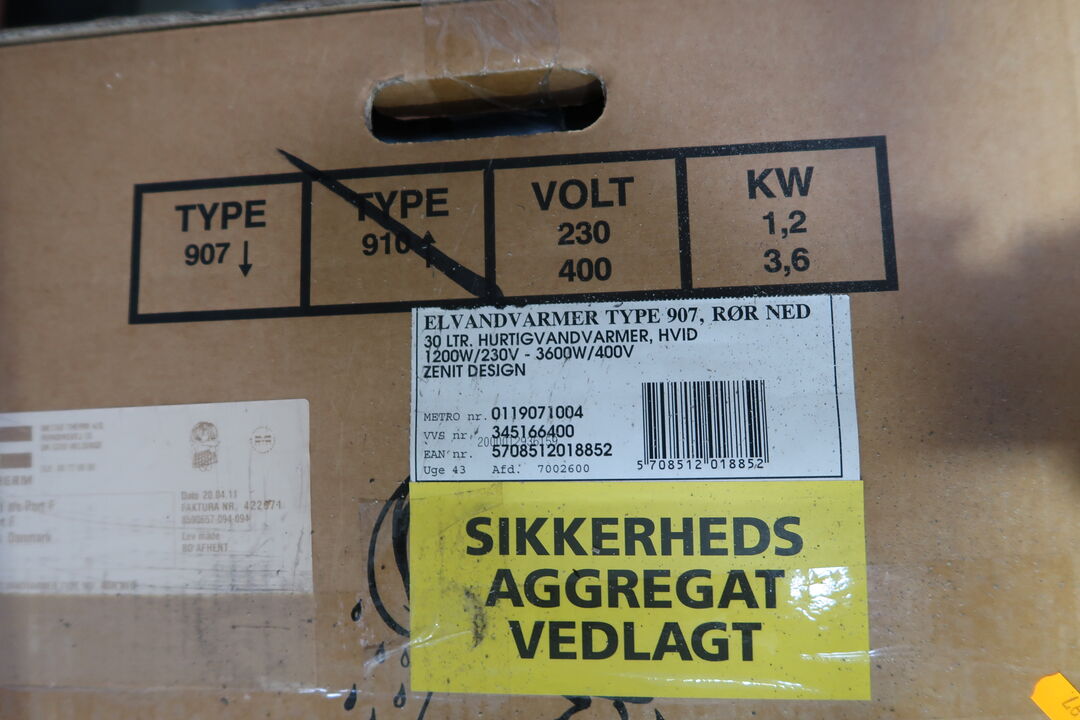 TYPE
907 ↓
TYPE
910 ↑
VOLT
230
400
KW
1,2
3,6
ELVANDVARMER TYPE 907, RØR NED
30 LTR. HURTIGVANDVARMER, HVID
1200W/230V - 3600W/400V
ZENIT DESIGN
METRO nr. 0119071004
VVS nr. 345166400
EAN nr. 5708512018852
Uge 43 Afd. 7002600
5 708512 018852
Date 20.04.11
FAKTURA NR. 422671
Lev måde
AFHENT
Danmark
SIKKERHEDS
AGGREGAT
VEDLAGT